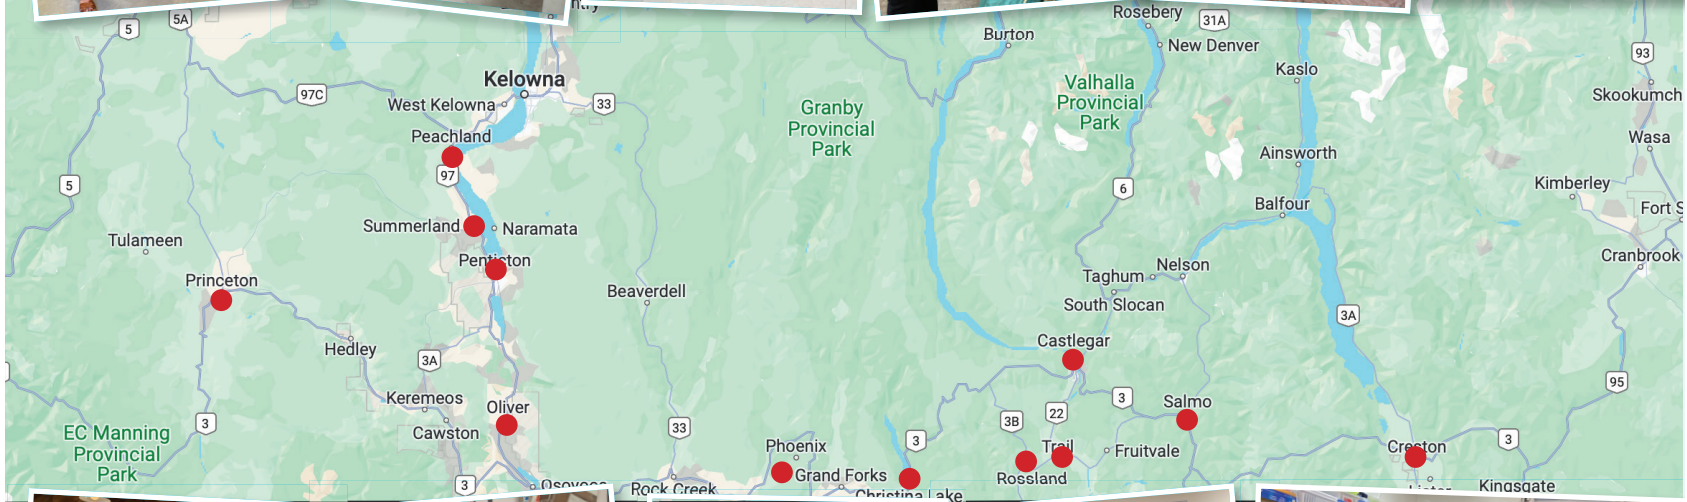 Rosebery
31A
5A
5
Burton
New Denver
93
Kelowna
Kaslo
97C
Valhalla
Provincial
Park
Skookumch
West Kelowna
33
Granby
Provincial
Park
Peachland
Wasa
Ainsworth
97
5
6
Kimberley
Balfour
Fort S
Summerland
Naramata
Tulameen
Penticton
Cranbrook
Princeton
Taghum
Nelson
Beaverdell
South Slocan
3A
Castlegar
Hedley
3A
95
Keremeos
3
Oliver
22
Salmo
3
3B
33
EC Manning
Provincial
Park
Cawston
3
3
Phoenix
Trail
Fruitvale
Creston
Grand Forks
Rossland
3
Osoyoos
Rock Creek
Christina Lake
Kingsgate